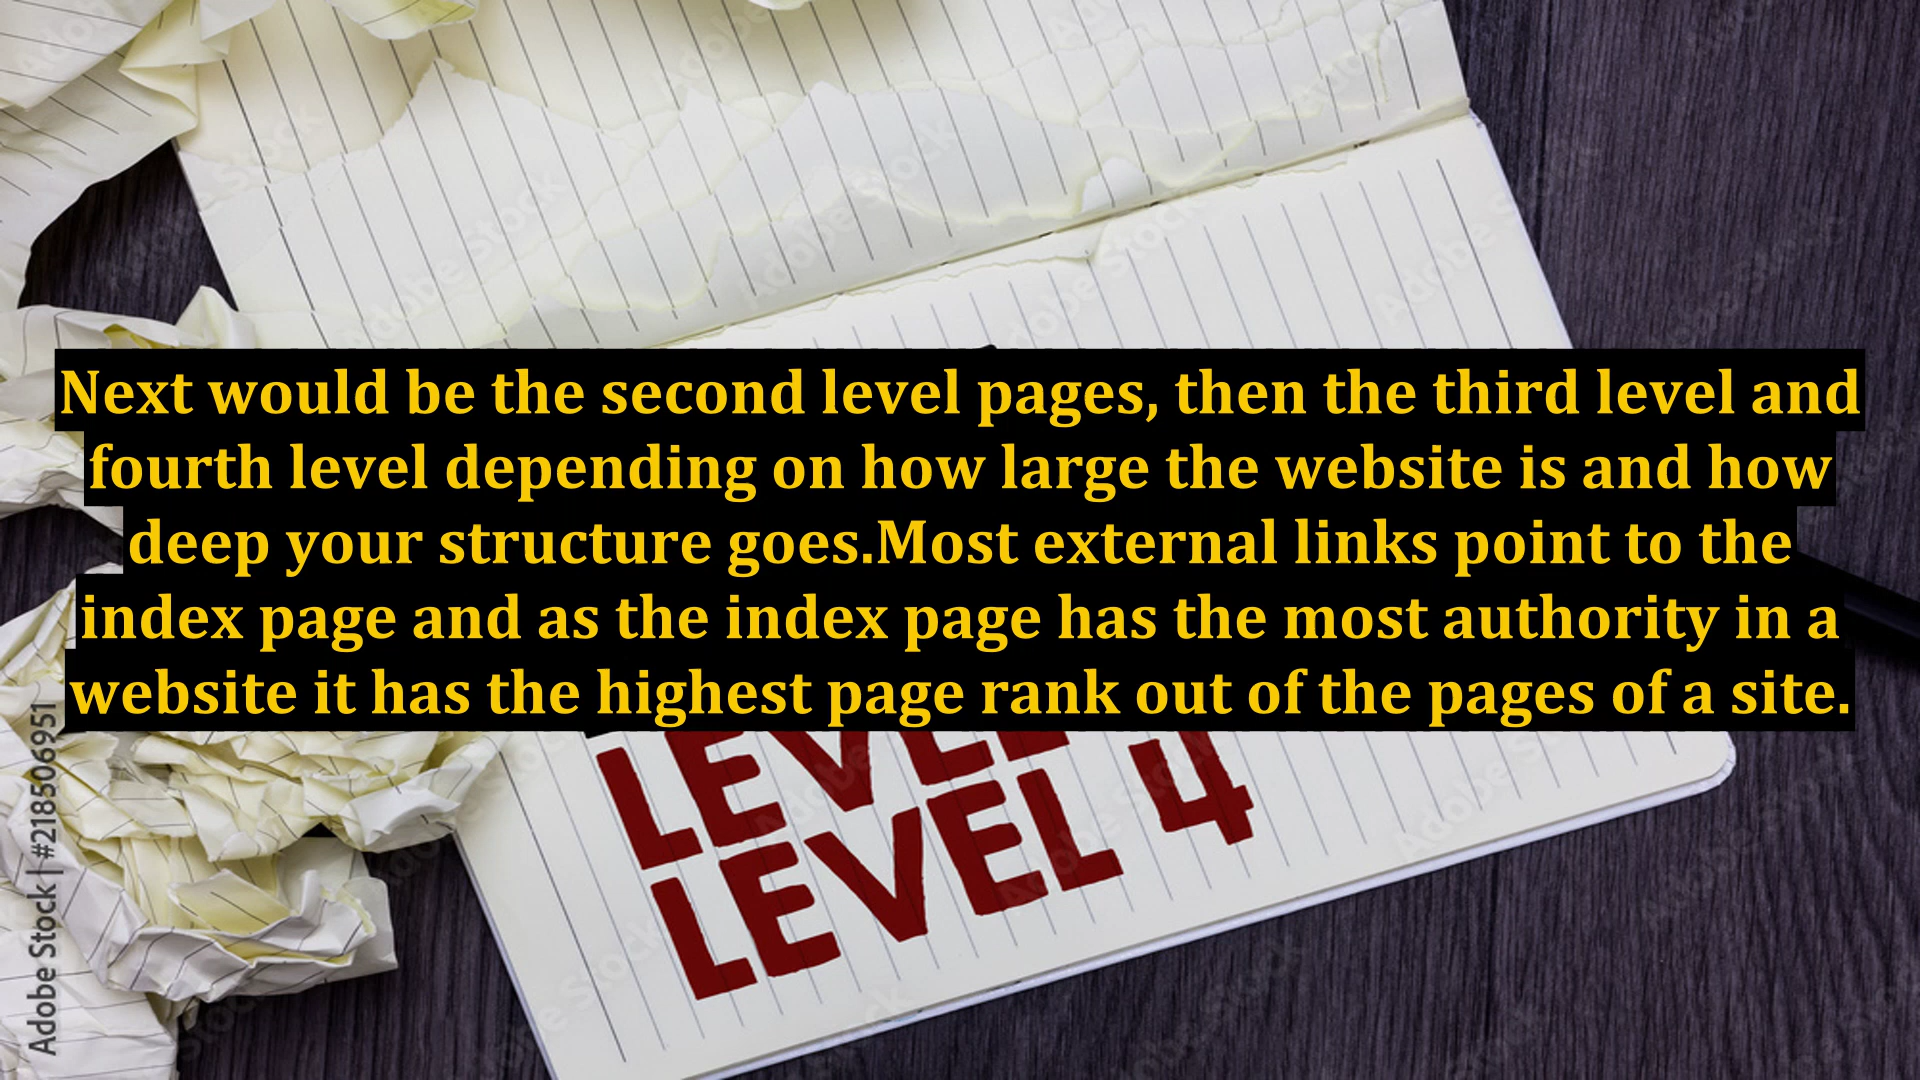 Next would be the second level pages, then the third level and
fourth level depending on how large the website is and how
deep your structure goes.Most external links point to the
index page and as the index page has the most authority in a
website it has the highest page rank out of the pages of a site.
LEVEL
LEVEL 4
Adobe Stock | #218506951